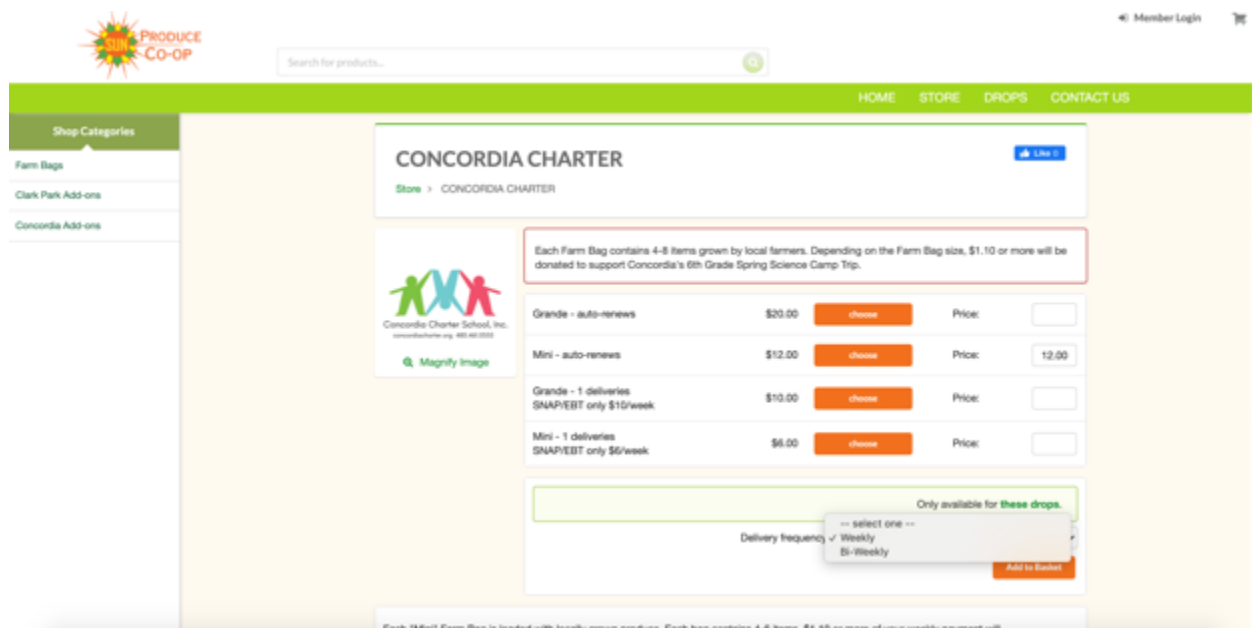 Member Login
SUN PRODUCE
CO-OP
Search for products...
HOME STORE DROPS CONTACT US
Shop Categories
Farm Bags
Clark Park Add-ons
Concordia Add-ons
CONCORDIA CHARTER
Like 0
Store > CONCORDIA CHARTER
Concordia Charter School, Inc.
Magnify Image
Each Farm Bag contains 4-8 items grown by local farmers. Depending on the Farm Bag size, $1.10 or more will be
donated to support Concordia's 6th Grade Spring Science Camp Trip.
Grande - auto-renews $20.00 choose Price:
Mini - auto-renews $12.00 choose Price: 12.00
Grande - 1 deliveries
SNAP/EBT only $10/week $10.00 choose Price:
Mini - 1 deliveries
SNAP/EBT only $6/week $6.00 choose Price:
Only available for these drops.
-- select one --
Delivery frequency ✓ Weekly
Bi-Weekly
Add to Basket